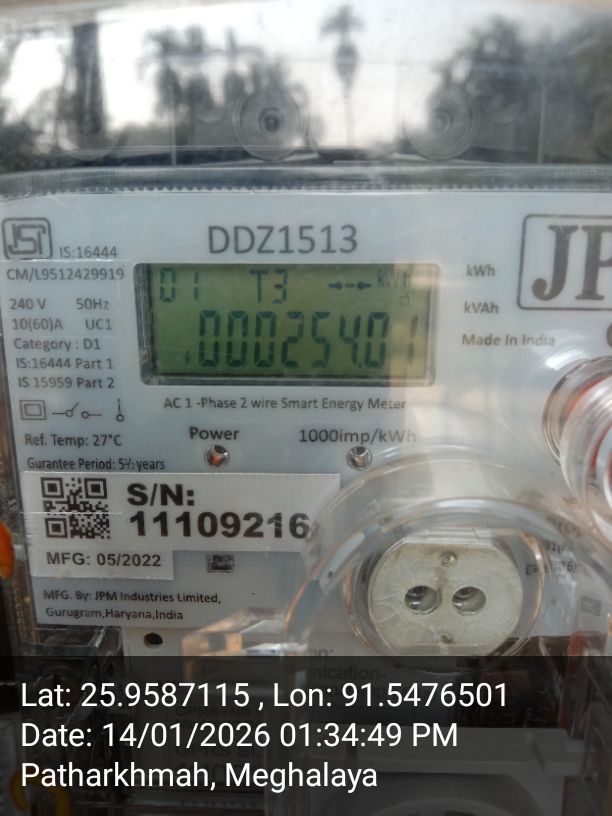 DDZ1513
IS:16444
CM/L9512429919
01 T3 kWh
000254.01
kWh
kVAh
JP
Made In India
240 V 50Hz
10(60)A UC1
Category : D1
IS:16444 Part 1
IS 15959 Part 2
AC 1 -Phase 2 wire Smart Energy Meter
Ref. Temp: 27°C
Power
1000imp/kWh
Gurantee Period: 5½ years
S/N:
11109216
MFG: 05/2022
MFG. By: JPM Industries Limited,
Gurugram,Haryana,India
Lat: 25.9587115 , Lon: 91.5476501
Date: 14/01/2026 01:34:49 PM
Patharkhmah, Meghalaya